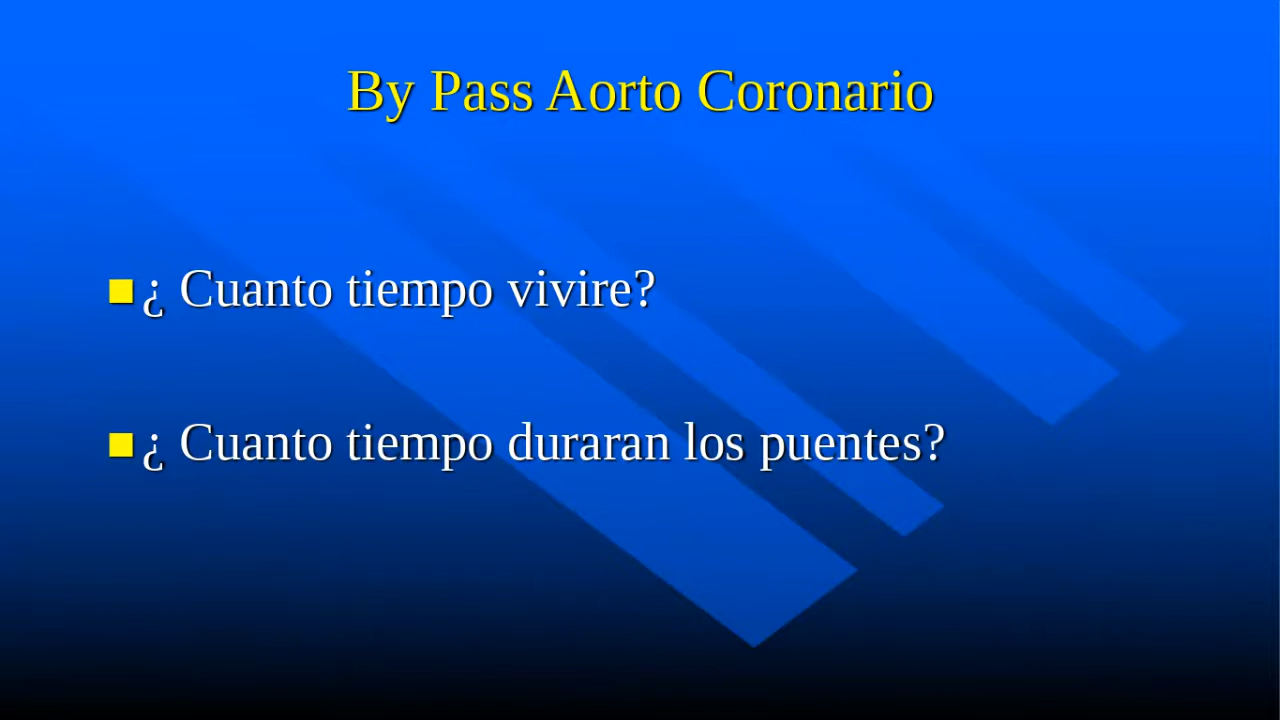 By Pass Aorto Coronario
¿ Cuanto tiempo vivire?
¿ Cuanto tiempo duraran los puentes?